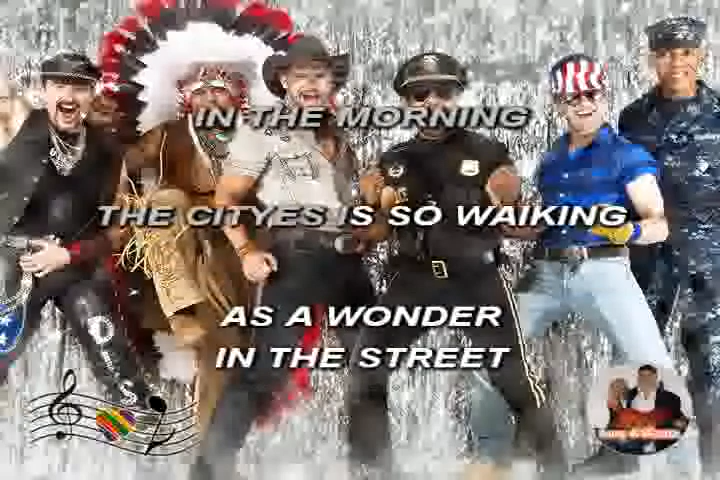 IN THE MORNING
THE CITYES IS SO WAIKING
AS A WONDER
IN THE STREET